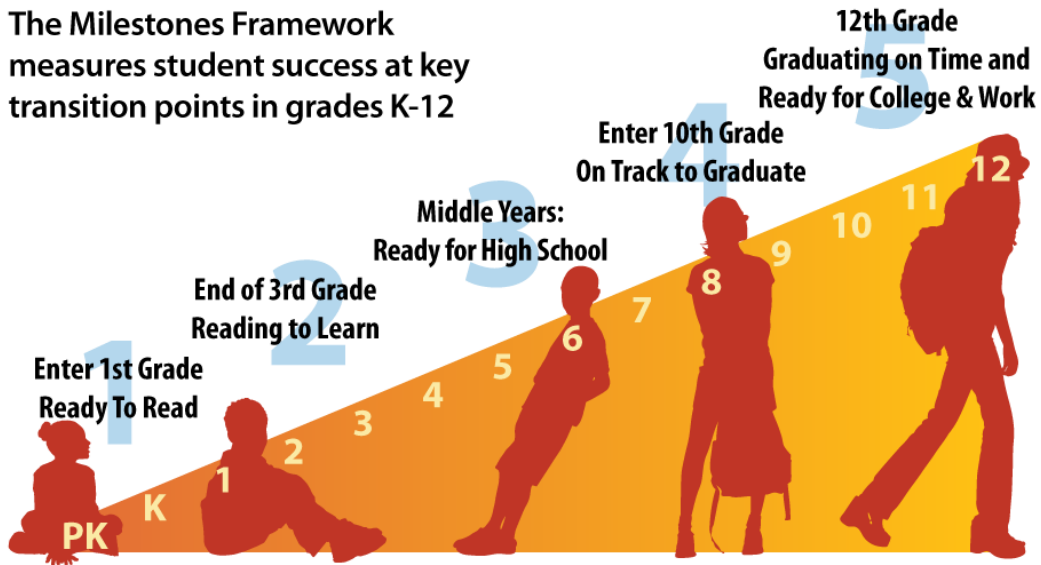 The Milestones Framework
measures student success at key
transition points in grades K-12
1
Enter 1st Grade
Ready To Read
2
End of 3rd Grade
Reading to Learn
3
Middle Years:
Ready for High School
4
Enter 10th Grade
On Track to Graduate
5
12th Grade
Graduating on Time and
Ready for College & Work
PK
K
1
2
3
4
5
6
7
8
9
10
11
12